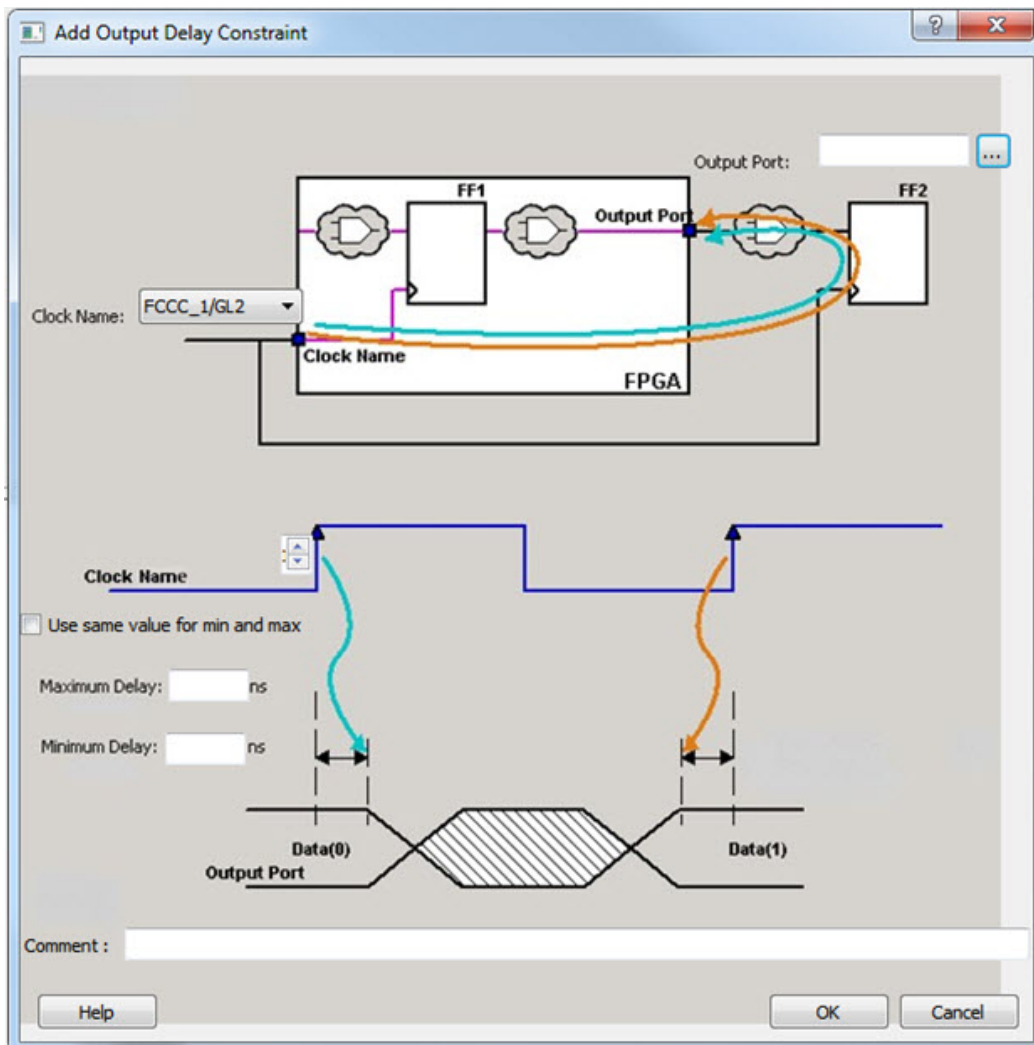 Add Output Delay Constraint
Output Port:
...
FF1
FF2
Output Port
Clock Name: FCCC_1/GL2
Clock Name
FPGA
Clock Name
Use same value for min and max
Maximum Delay: ns
Minimum Delay: ns
Data(0)
Data(1)
Output Port
Comment :
Help
OK
Cancel